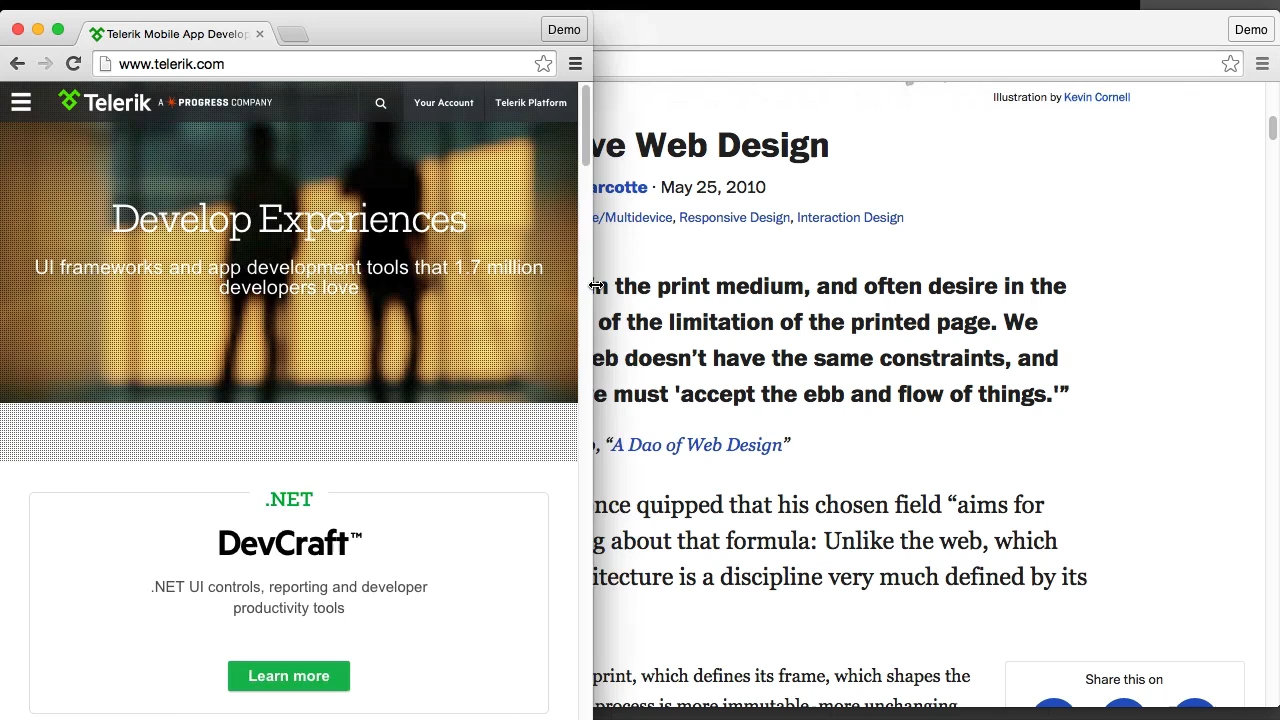 Telerik Mobile App Develop
Demo
www.telerik.com
Telerik A PROGRESS COMPANY
Your Account
Telerik Platform
Develop Experiences
UI frameworks and app development tools that 1.7 million
developers love
.NET
DevCraft™
.NET UI controls, reporting and developer
productivity tools
Learn more
Demo
Illustration by Kevin Cornell
ve Web Design
arcotte · May 25, 2010
e/Multidevice, Responsive Design, Interaction Design
n the print medium, and often desire in the
of the limitation of the printed page. We
eb doesn’t have the same constraints, and
e must 'accept the ebb and flow of things.'”
, “A Dao of Web Design”
nce quipped that his chosen field “aims for
g about that formula: Unlike the web, which
itecture is a discipline very much defined by its
print, which defines its frame, which shapes the
process is more immutable, more unchanging
Share this on